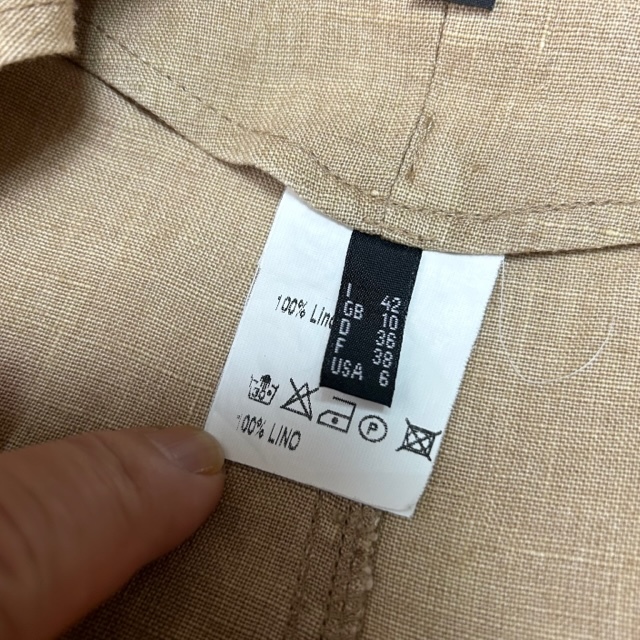 I 42
GB 10
D 36
F 38
USA 6
100% Lino
30°
P
100% LINO